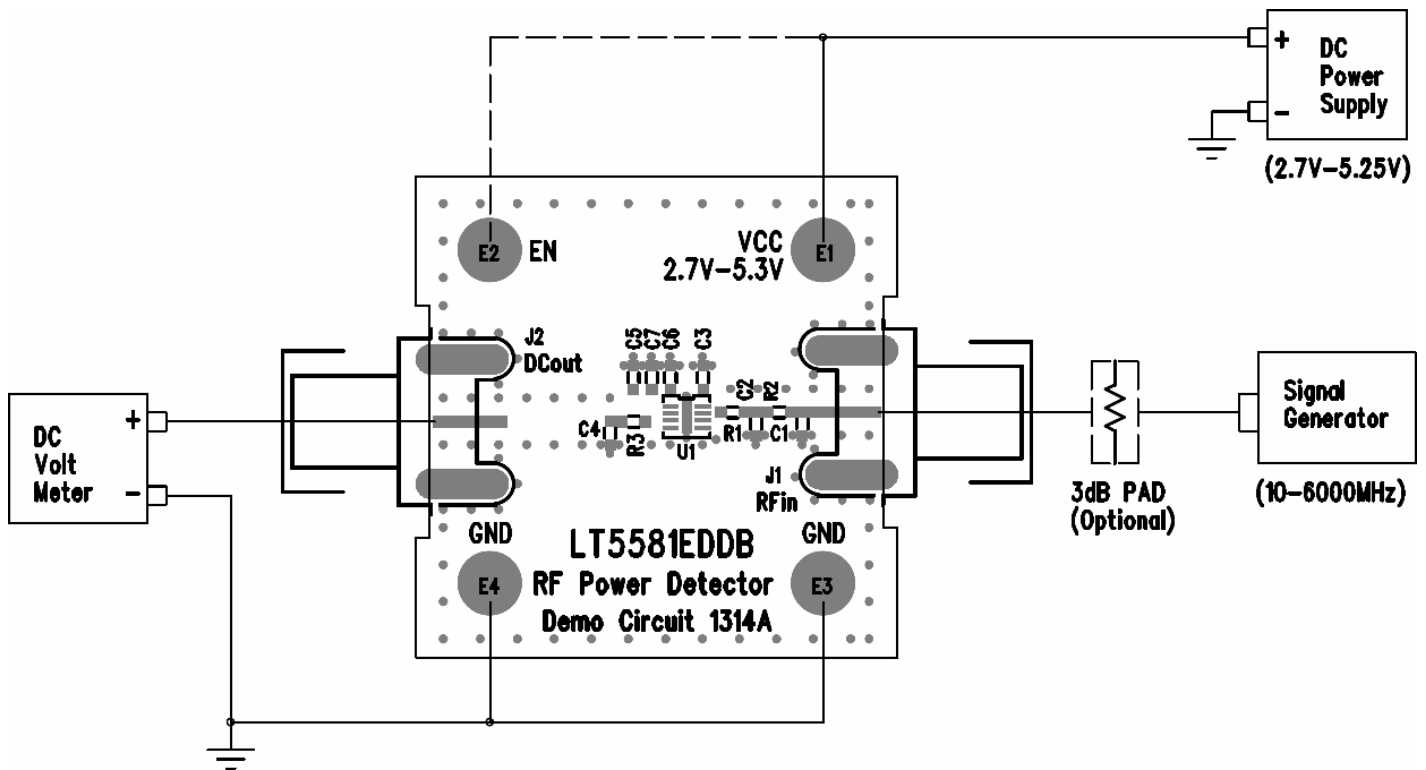 +
DC
Power
Supply
-
(2.7V-5.25V)
E2
EN
VCC
2.7V-5.3V
E1
J2
DCout
C5
C7
C6
C3
C2
R2
C4
R3
U1
R1
C1
J1
RFin
+
DC
Volt
Meter
-
3dB PAD
(Optional)
Signal
Generator
(10-6000MHz)
GND
GND
LT5581EDDB
E4
RF Power Detector
E3
Demo Circuit 1314A